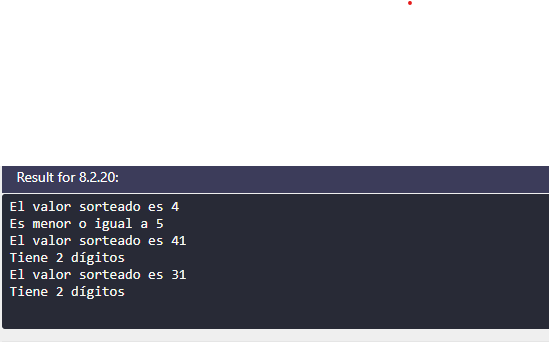 Result for 8.2.20:
El valor sorteado es 4
Es menor o igual a 5
El valor sorteado es 41
Tiene 2 dígitos
El valor sorteado es 31
Tiene 2 dígitos